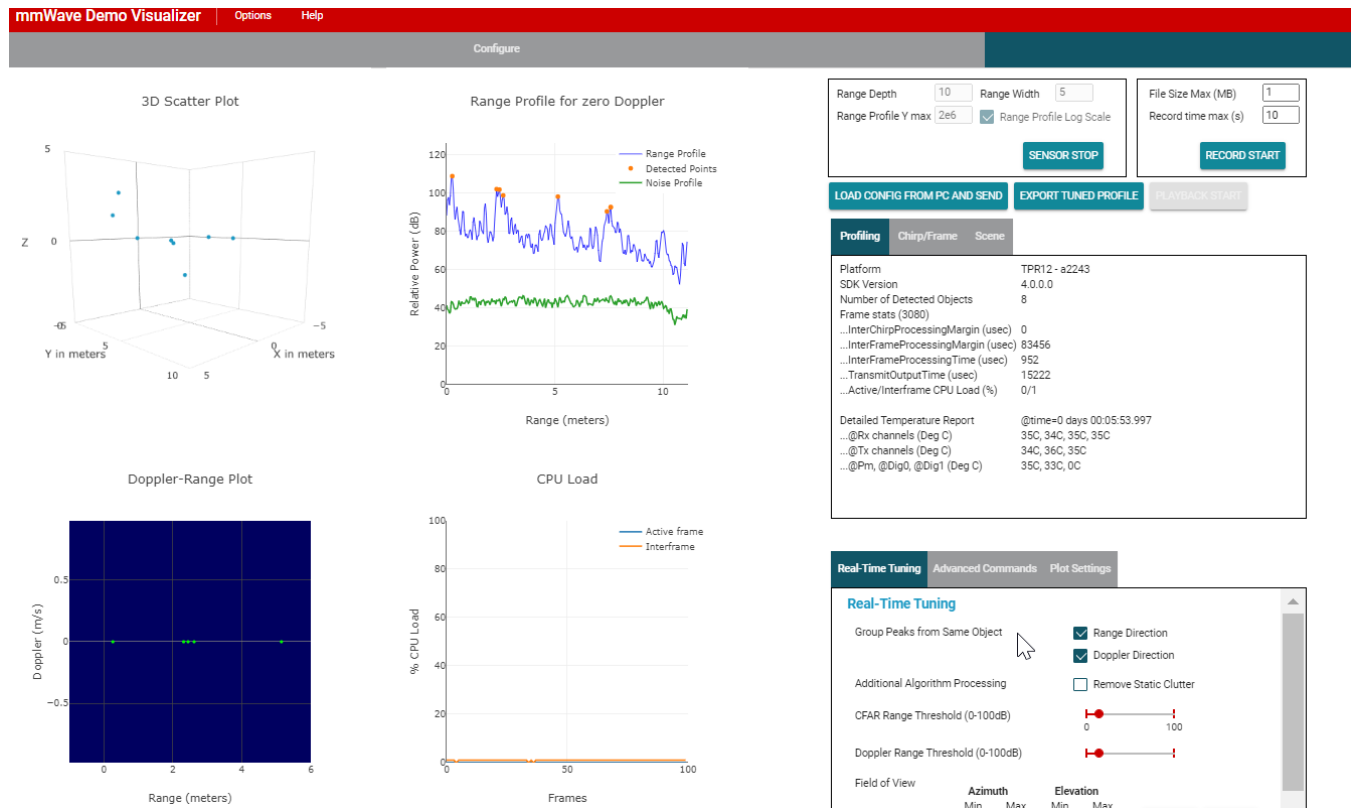 mmWave Demo Visualizer Options Help
Configure
3D Scatter Plot
5
Z 0
5
Y in meters
10 5
0
X in meters
−5
Range Profile for zero Doppler
Range Profile
Detected Points
Noise Profile
120
100
80
60
40
20
0
Relative Power (dB)
0 5 10
Range (meters)
Doppler-Range Plot
0.5
0
−0.5
Doppler (m/s)
0 2 4 6
Range (meters)
CPU Load
Active frame
Interframe
100
80
60
40
20
0
% CPU Load
0 50 100
Frames
Range Depth 10 Range Width 5
Range Profile Y max 2e6 Range Profile Log Scale
SENSOR STOP
File Size Max (MB) 1
Record time max (s) 10
RECORD START
LOAD CONFIG FROM PC AND SEND EXPORT TUNED PROFILE PLAYBACK START
Profiling Chirp/Frame Scene
Platform TPR12 - a2243
SDK Version 4.0.0.0
Number of Detected Objects 8
Frame stats (3080)
...InterChirpProcessingMargin (usec) 0
...InterFrameProcessingMargin (usec) 83456
...InterFrameProcessingTime (usec) 952
...TransmitOutputTime (usec) 15222
...Active/Interframe CPU Load (%) 0/1
Detailed Temperature Report @time=0 days 00:05:53.997
...@Rx channels (Deg C) 35C, 34C, 35C, 35C
...@Tx channels (Deg C) 34C, 36C, 35C
...@Pm, @Dig0, @Dig1 (Deg C) 35C, 33C, 0C
Real-Time Tuning Advanced Commands Plot Settings
Real-Time Tuning
Group Peaks from Same Object Range Direction
Doppler Direction
Additional Algorithm Processing Remove Static Clutter
CFAR Range Threshold (0-100dB)
0 100
Doppler Range Threshold (0-100dB)
Field of View Azimuth Elevation
Min Max Min Max